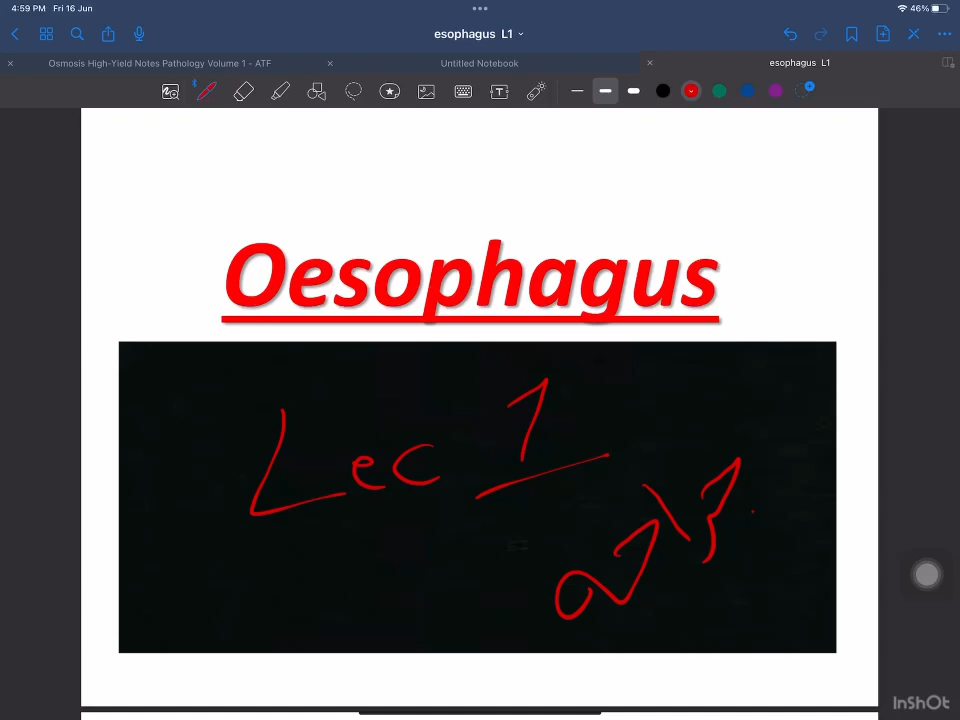 4:59 PM Fri 16 Jun
46%
esophagus L1
Osmosis High-Yield Notes Pathology Volume 1 - ATF
Untitled Notebook
esophagus L1
Oesophagus
Lec 1
InShOt